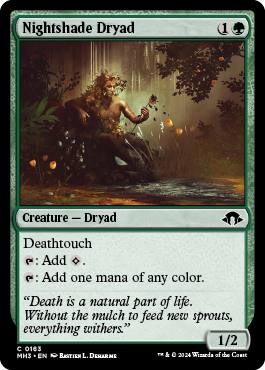 Nightshade Dryad 1
Creature — Dryad
Deathtouch
: Add .
: Add one mana of any color.
“Death is a natural part of life.
Without the mulch to feed new sprouts,
everything withers.”
1/2
C 0163
MH3 • EN Bastien L. Deharme
™ & © 2024 Wizards of the Coast